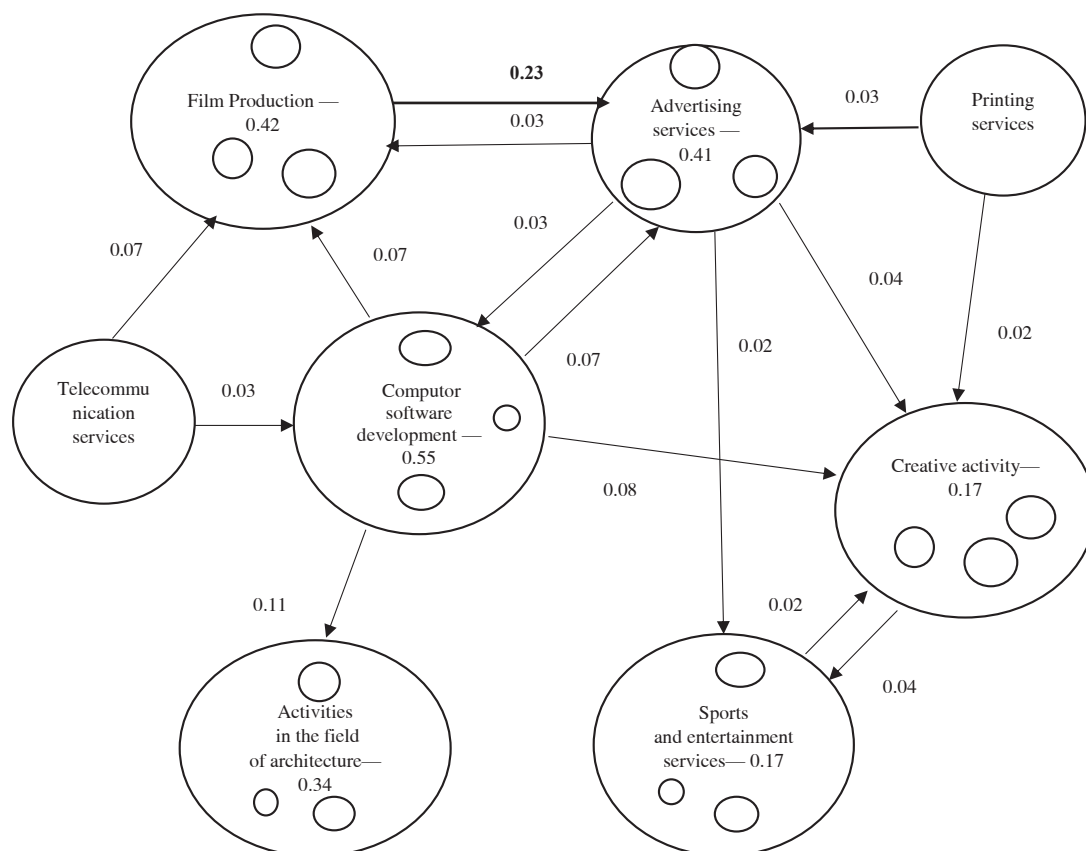 0.23
Film Production —
0.42
0.03
Advertising
services —
0.41
0.03
Printing
services
0.07
0.07
0.03
0.04
0.02
0.07
0.02
Telecommu
nication
services
0.03
Computor
software
development —
0.55
Creative activity—
0.17
0.08
0.11
0.02
0.04
Activities
in the field
of architecture—
0.34
Sports
and entertainment
services— 0.17